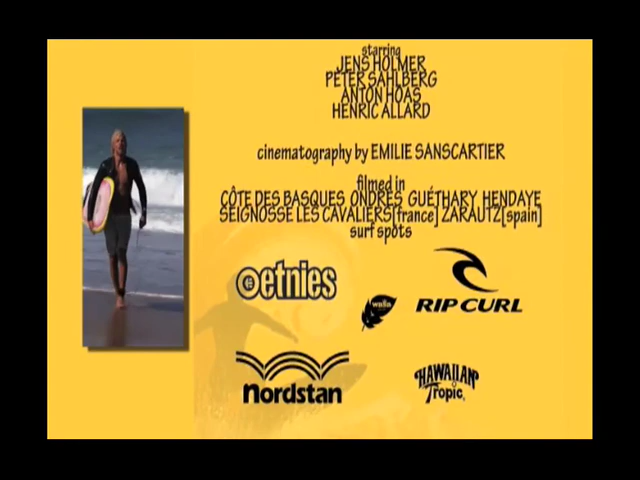 starring
JENS HOLMER
PETER SAHLBERG
ANTON HOAS
HENRIC ALLARD
cinematography by EMILIE SANSCARTIER
filmed in
CÔTE DES BASQUES ONDRES GUÉTHARY HENDAYE
SEIGNOSSE LES CAVALIERS[france] ZARAUTZ[spain]
surf spots
etnies
walla
RIP CURL
nordstan
HAWAIIAN
Tropic